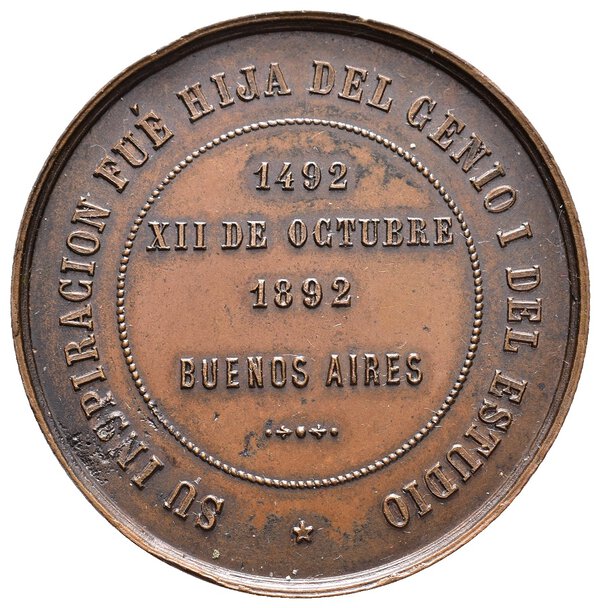 SU INSPIRACION FUÉ HIJA DEL GENIO I DEL ESTUDIO
1492
XII DE OCTUBRE
1892
BUENOS AIRES